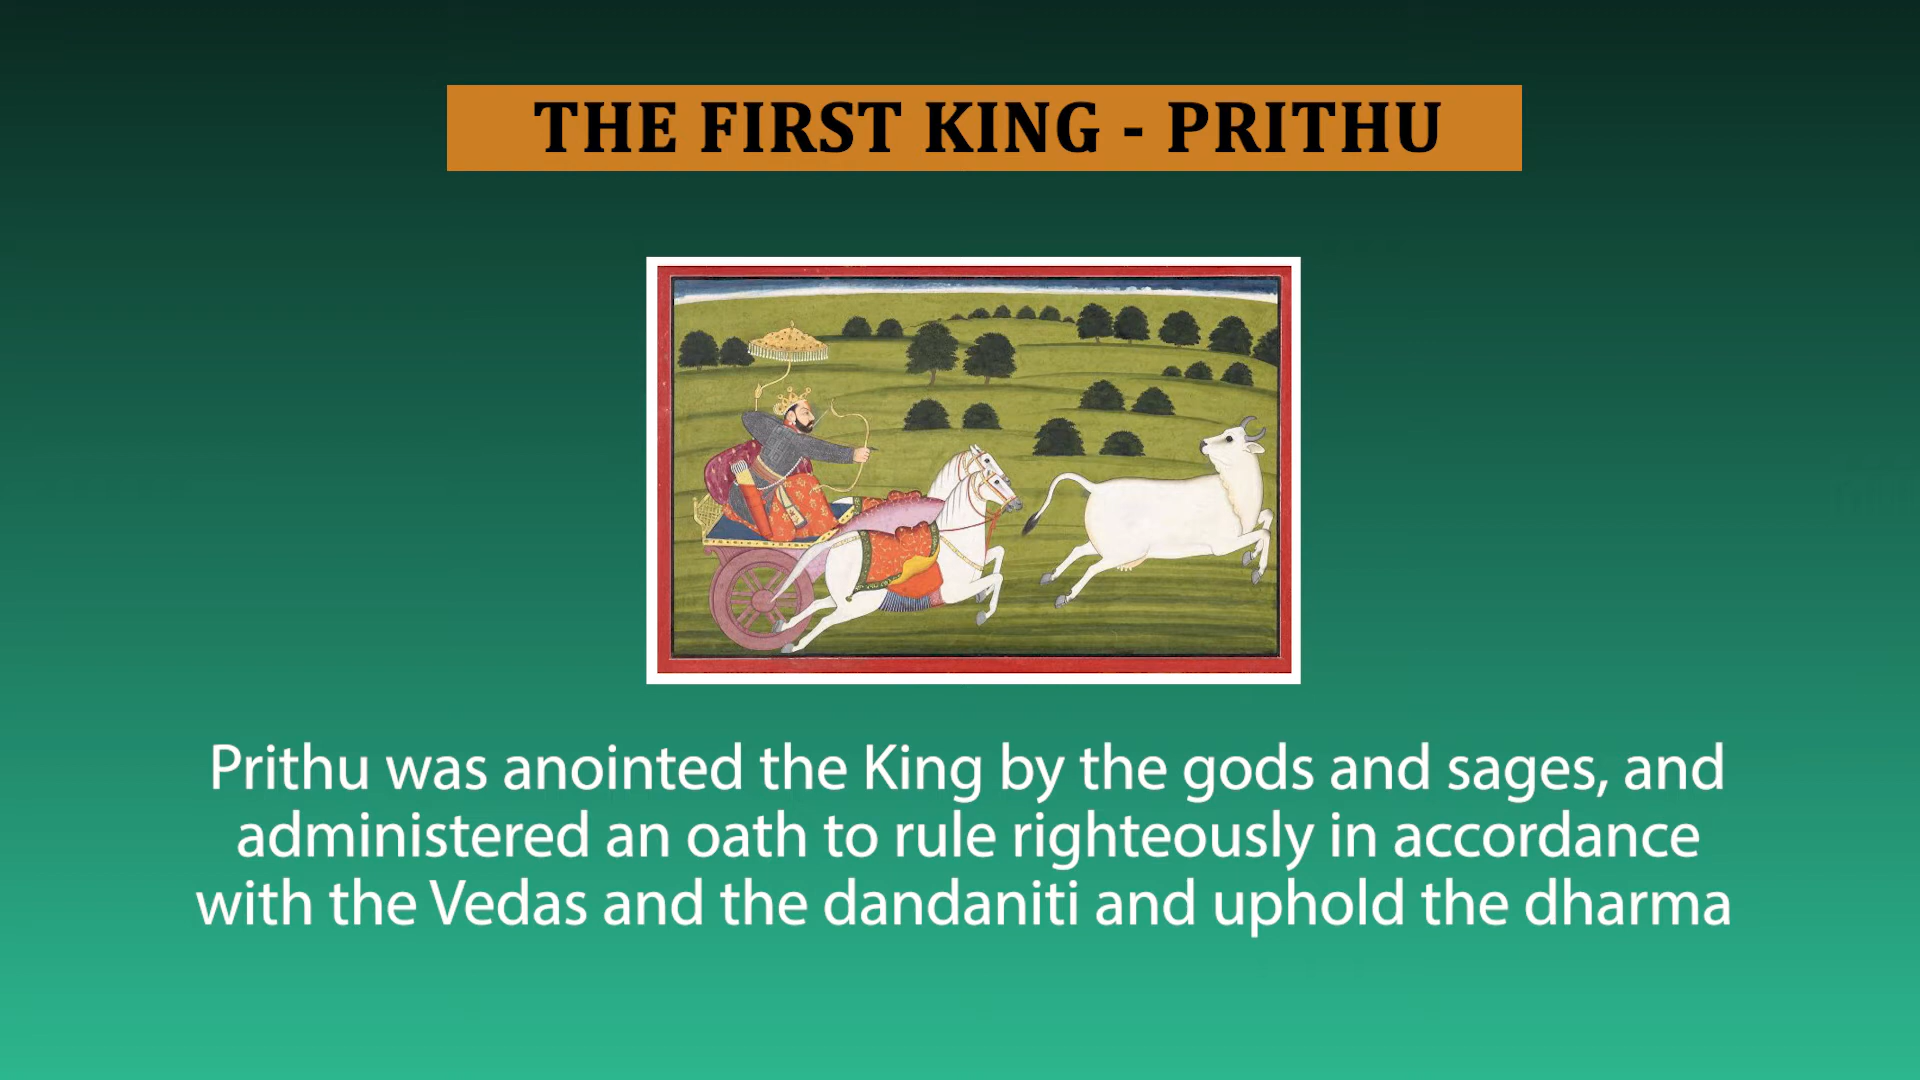 THE FIRST KING - PRITHU
Prithu was anointed the King by the gods and sages, and
administered an oath to rule righteously in accordance
with the Vedas and the dandaniti and uphold the dharma